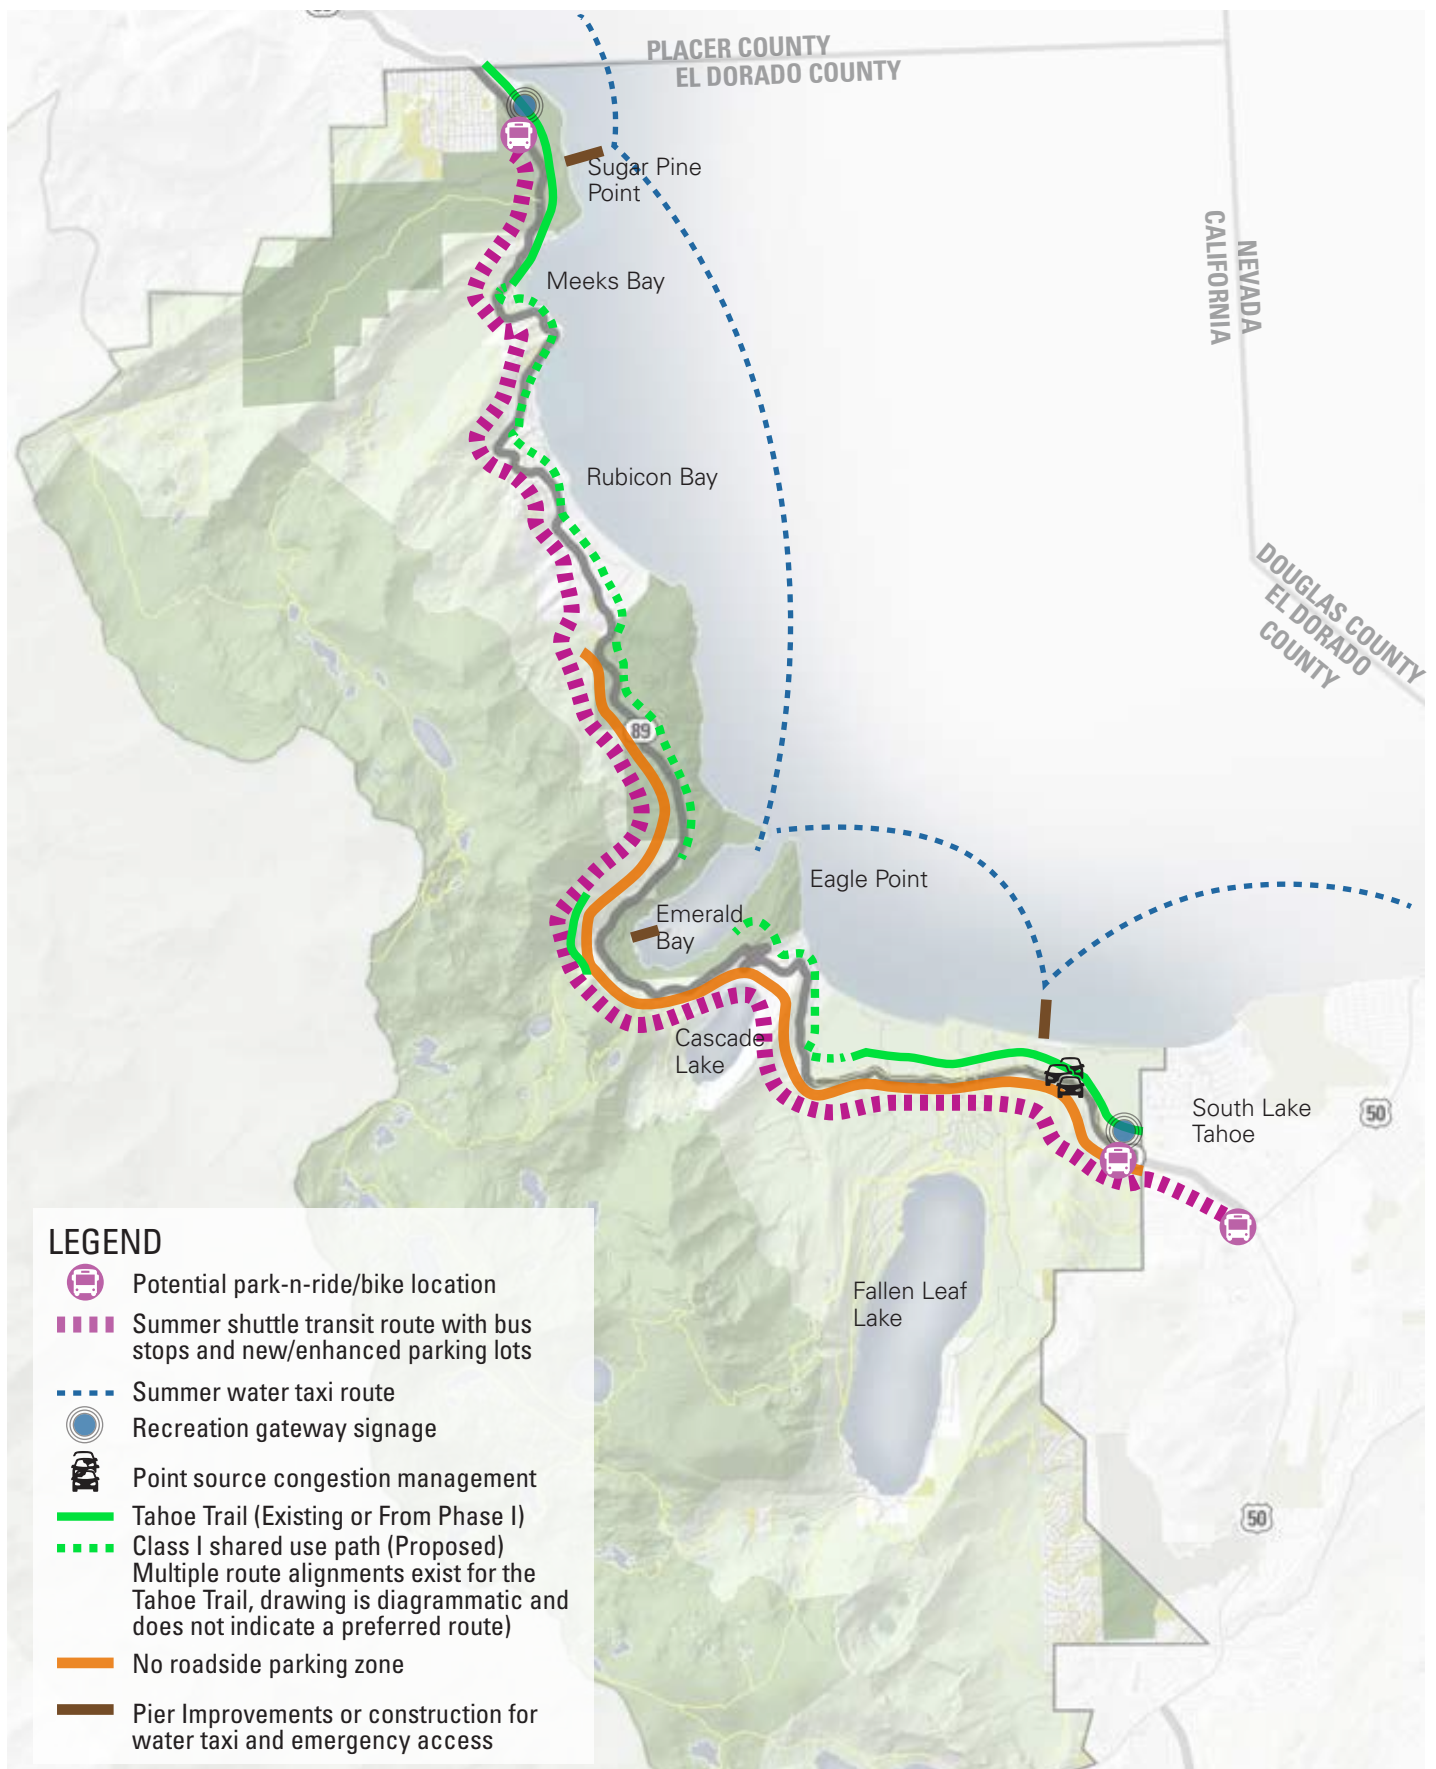 PLACER COUNTY
EL DORADO COUNTY
Sugar Pine
Point
NEVADA
CALIFORNIA
Meeks Bay
Rubicon Bay
DOUGLAS COUNTY
EL DORADO
COUNTY
89
Eagle Point
Emerald
Bay
Cascade
Lake
South Lake
Tahoe
50
Fallen Leaf
Lake
50
LEGEND
Potential park-n-ride/bike location
Summer shuttle transit route with bus
stops and new/enhanced parking lots
Summer water taxi route
Recreation gateway signage
Point source congestion management
Tahoe Trail (Existing or From Phase I)
Class I shared use path (Proposed)
Multiple route alignments exist for the
Tahoe Trail, drawing is diagrammatic and
does not indicate a preferred route)
No roadside parking zone
Pier Improvements or construction for
water taxi and emergency access